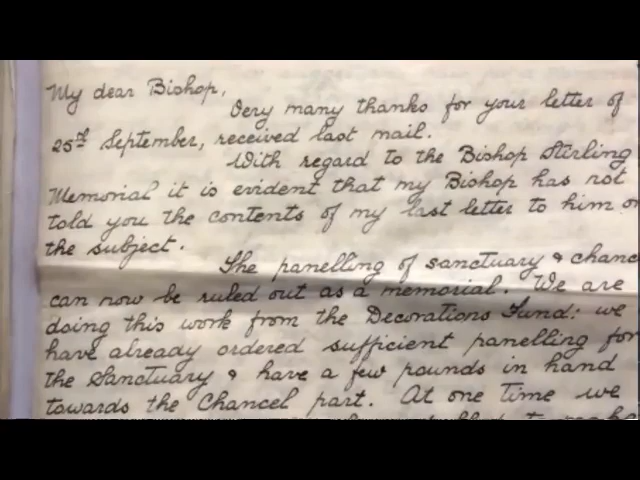 My dear Bishop,
Very many thanks for your letter of
25th September, received last mail.
With regard to the Bishop Stirling
Memorial it is evident that my Bishop has not
told you the contents of my last letter to him on
the subject.
The panelling of sanctuary & chanc
can now be ruled out as a memorial. We are
doing this work from the Decorations Fund: we
have already ordered sufficient panelling for
the Sanctuary & have a few pounds in hand
towards the Chancel part. At one time we